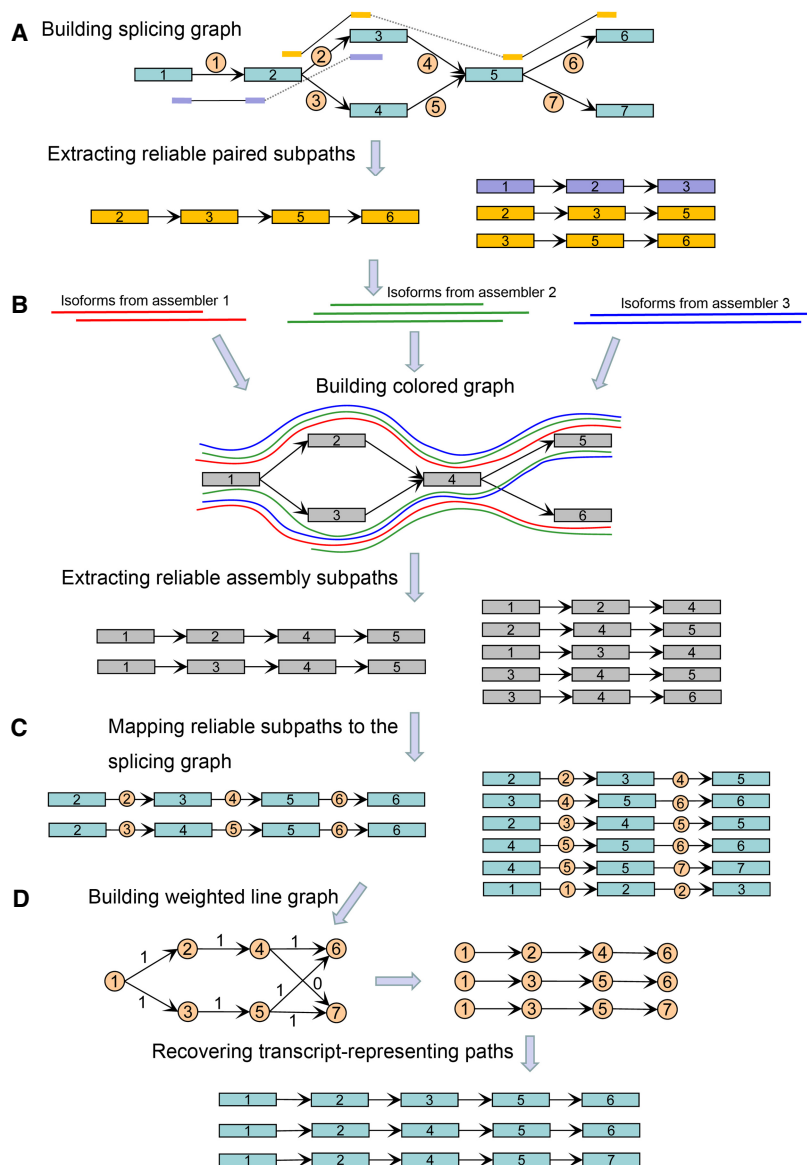 A
Building splicing graph
1 ① 2 ② 3 ④ 5 ⑥ 6
③ 4 ⑤ ⑦ 7
Extracting reliable paired subpaths
2 3 5 6
1 2 3
2 3 5
3 5 6
B
Isoforms from assembler 1
Isoforms from assembler 2
Isoforms from assembler 3
Building colored graph
1 2 4 5
3 6
Extracting reliable assembly subpaths
1 2 4 5
1 3 4 5
1 2 4
2 4 5
1 3 4
3 4 5
3 4 6
C
Mapping reliable subpaths to the
splicing graph
2 ② 3 ④ 5 ⑥ 6
2 ③ 4 ⑤ 5 ⑥ 6
2 ② 3 ④ 5
3 ④ 5 ⑥ 6
2 ③ 4 ⑤ 5
4 ⑤ 5 ⑥ 6
4 ⑤ 5 ⑦ 7
1 ① 2 ② 3
D
Building weighted line graph
① 1 ② 1 ④ 1 ⑥
1 ③ 1 ⑤ 1 0 1 ⑦
① ② ④ ⑥
① ③ ⑤ ⑥
① ③ ⑤ ⑦
Recovering transcript-representing paths
1 2 3 5 6
1 2 4 5 6
1 2 4 5 7